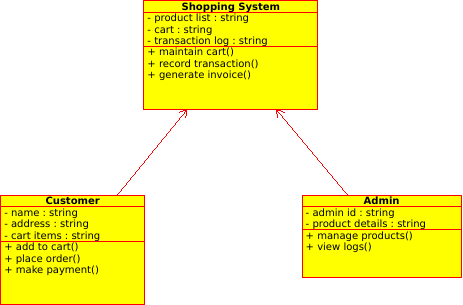 Shopping System
- product list : string
- cart : string
- transaction log : string
+ maintain cart()
+ record transaction()
+ generate invoice()
Customer
- name : string
- address : string
- cart items : string
+ add to cart()
+ place order()
+ make payment()
Admin
- admin id : string
- product details : string
+ manage products()
+ view logs()